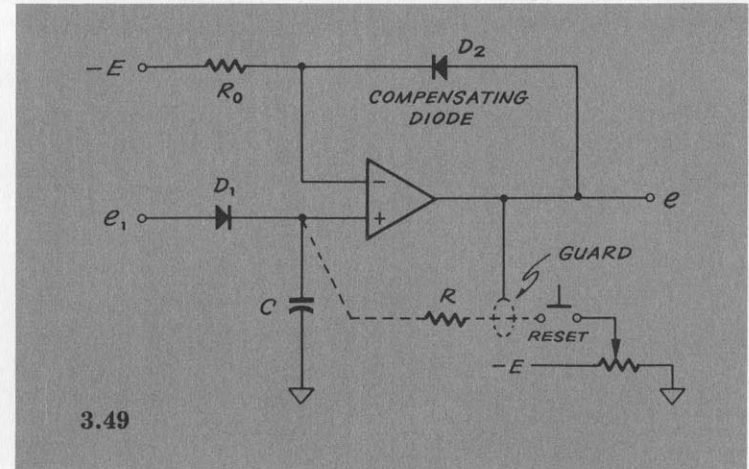 D₂
-E
R₀
COMPENSATING
DIODE
D₁
-
e₁
+
e
GUARD
C
R
RESET
-E
3.49